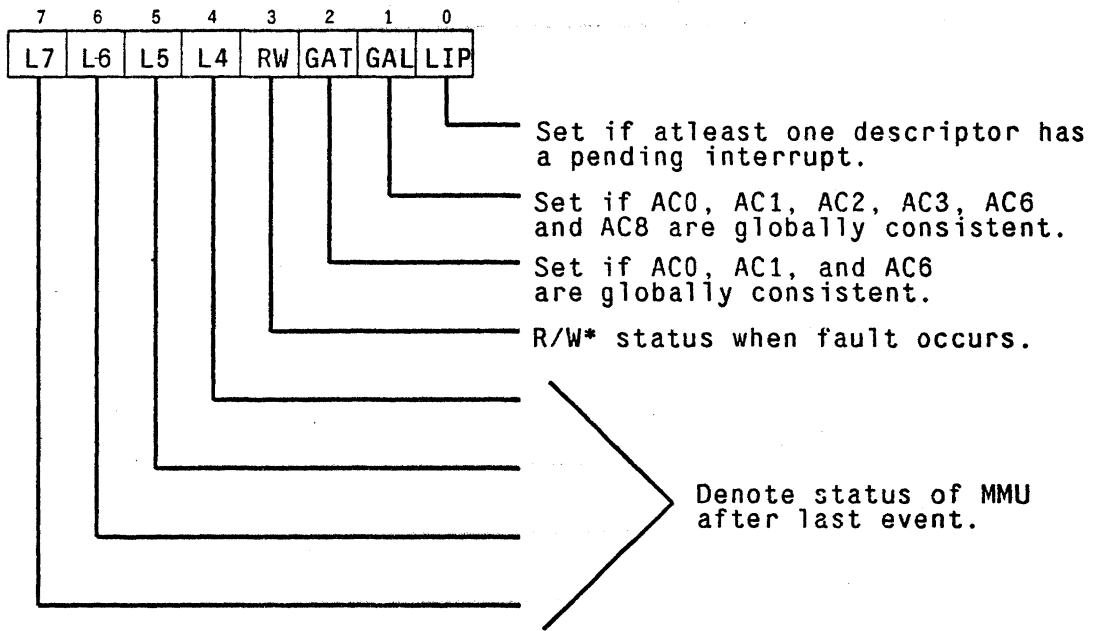 7 6 5 4 3 2 1 0
L7 L6 L5 L4 RW GAT GAL LIP
Set if atleast one descriptor has
a pending interrupt.
Set if AC0, AC1, AC2, AC3, AC6
and AC8 are globally consistent.
Set if AC0, AC1, and AC6
are globally consistent.
R/W* status when fault occurs.
Denote status of MMU
after last event.